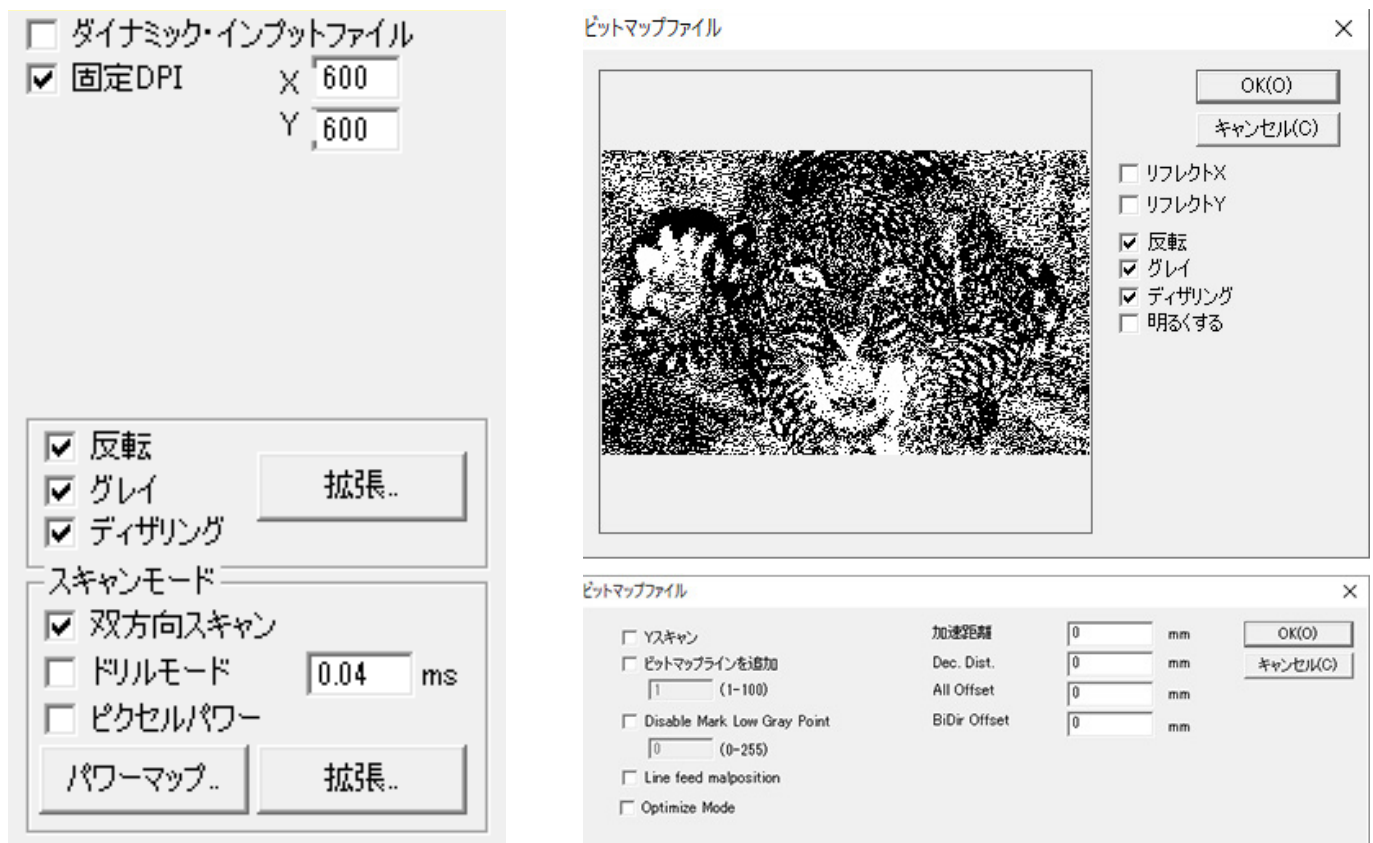 ダイナミック・インプットファイル
固定DPI X 600
Y 600
反転
グレイ
ディザリング
拡張..
スキャンモード
双方向スキャン
ドリルモード 0.04 ms
ピクセルパワー
パワーマップ.. 拡張..
ビットマップファイル
OK(O)
キャンセル(C)
リフレクトX
リフレクトY
反転
グレイ
ディザリング
明るくする
ビットマップファイル
Yスキャン
ビットマップラインを追加
1 (1-100)
Disable Mark Low Gray Point
0 (0-255)
Line feed malposition
Optimize Mode
加速距離 0 mm
Dec. Dist. 0 mm
All Offset 0 mm
BiDir Offset 0 mm
OK(O)
キャンセル(C)